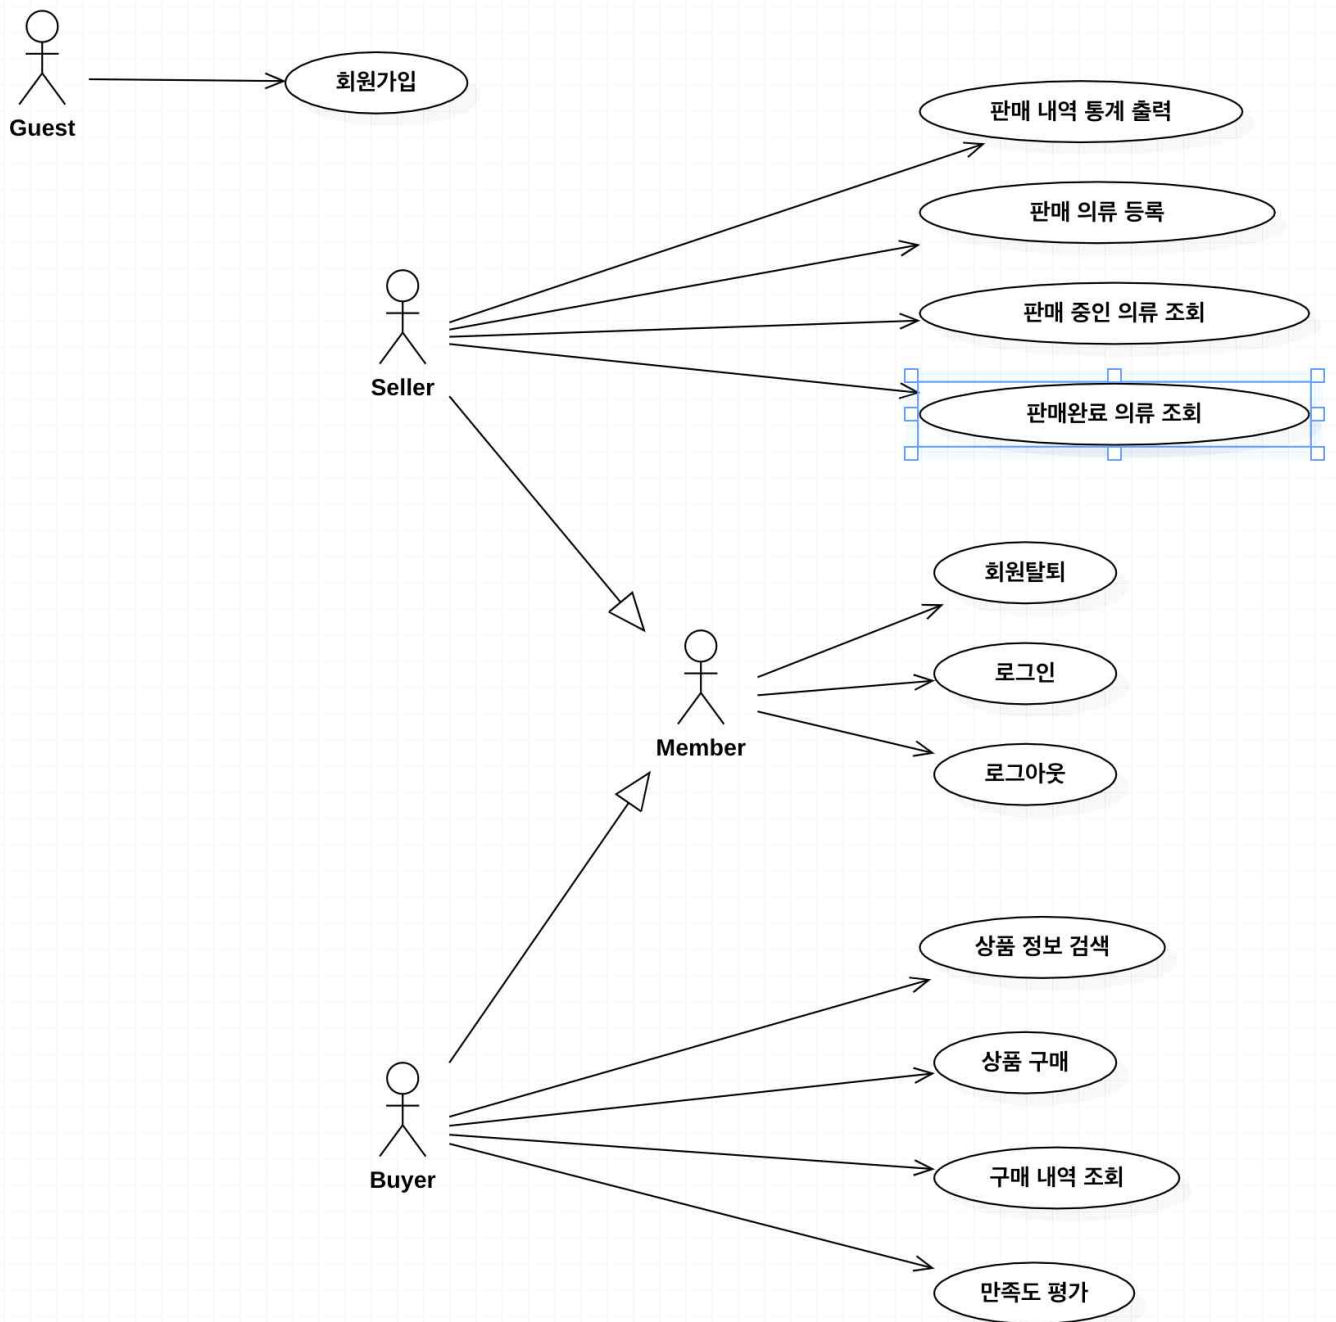 회원가입
Guest
판매 내역 통계 출력
판매 의류 등록
판매 중인 의류 조회
Seller
판매완료 의류 조회
회원탈퇴
로그인
Member
로그아웃
상품 정보 검색
상품 구매
Buyer
구매 내역 조회
만족도 평가